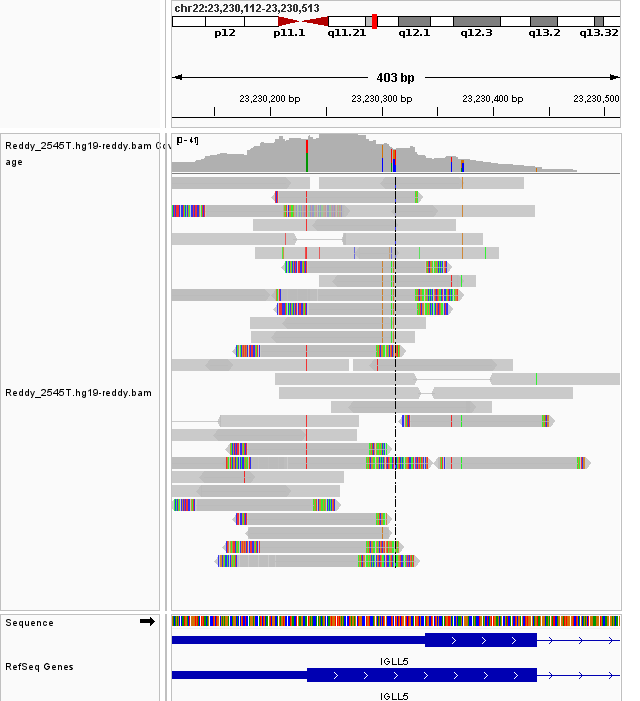 chr22:23,230,112-23,230,513
p12 p11.1 q11.21 q12.1 q12.3 q13.2 q13.32
403 bp
23,230,200 bp 23,230,300 bp 23,230,400 bp 23,230,500
[0 - 41]
Reddy_2545T.hg19-reddy.bam Cov
age
Reddy_2545T.hg19-reddy.bam
Sequence
IGLL5
RefSeq Genes
IGLL5